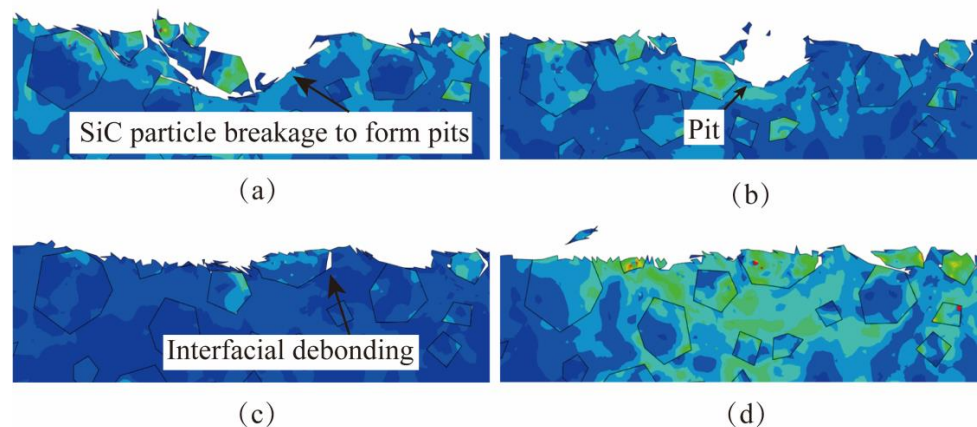 SiC particle breakage to form pits
Pit
(a)
(b)
Interfacial debonding
(c)
(d)